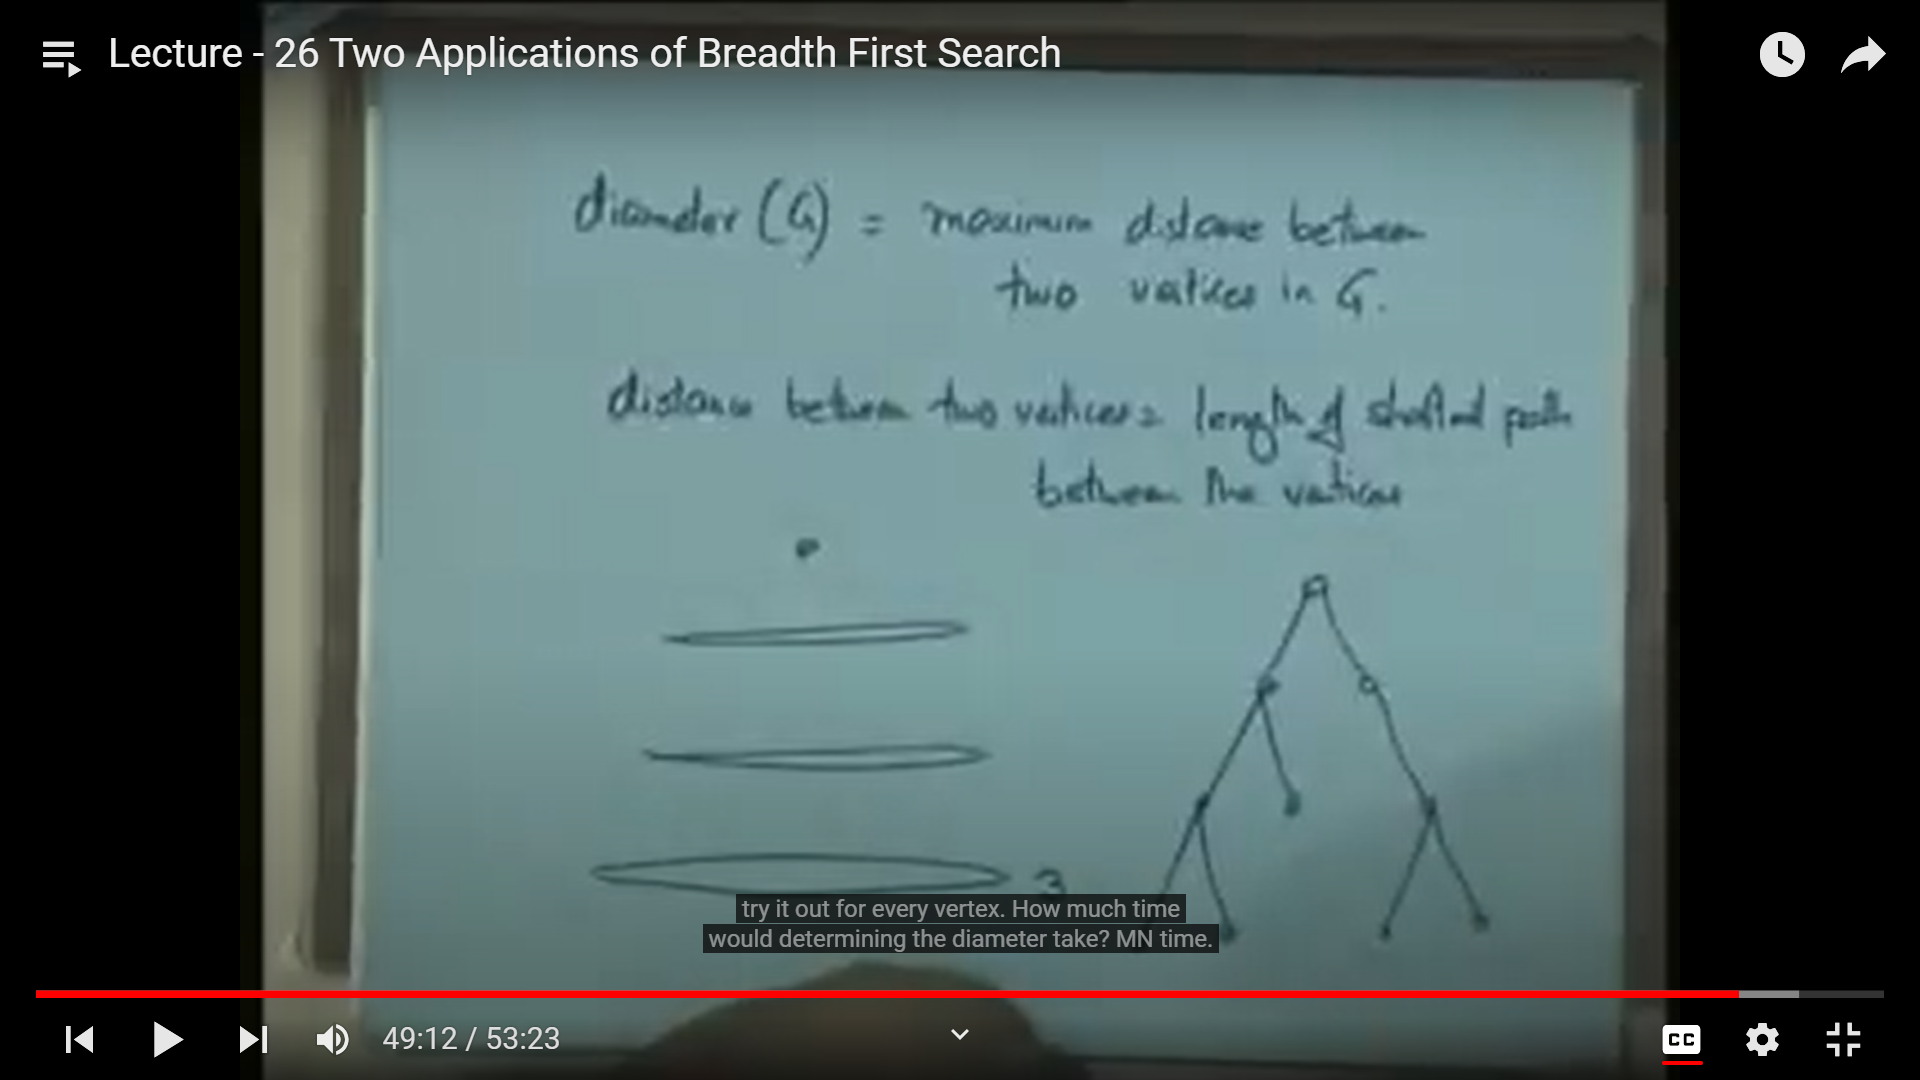 Lecture - 26 Two Applications of Breadth First Search
diameter (G) = maximum distance between
two vertices in G.
distance between two vertices = length of shortest path
between the vertices
3
try it out for every vertex. How much time
would determining the diameter take? MN time.
49:12 / 53:23
CC